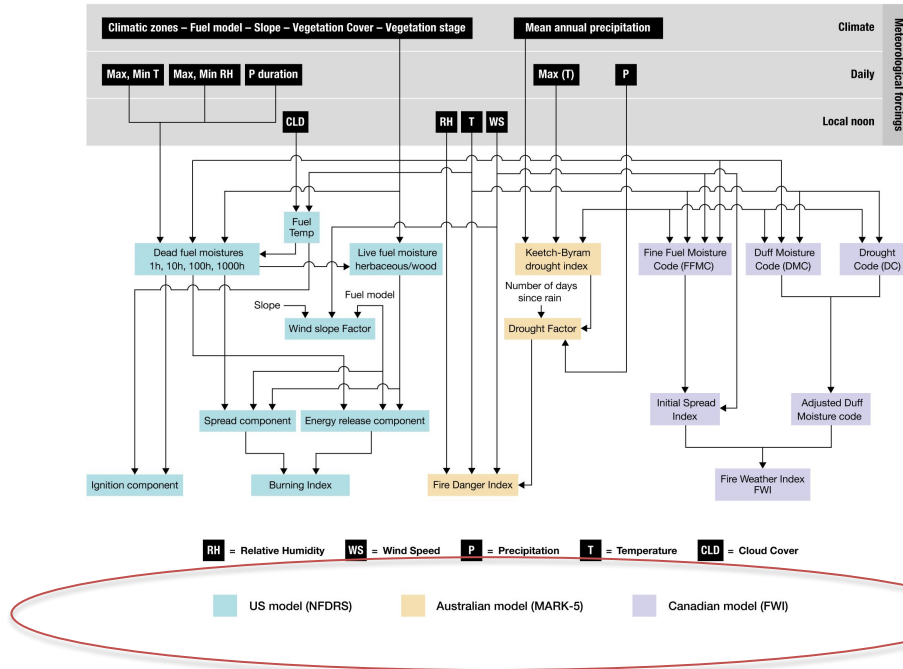 Climatic zones – Fuel model – Slope – Vegetation Cover – Vegetation stage
Mean annual precipitation
Climate
Meteorological forcings
Max, Min T
Max, Min RH
P duration
Max (T)
P
Daily
CLD
RH
T
WS
Local noon
Fuel
Temp
Dead fuel moistures
1h, 10h, 100h, 1000h
Live fuel moisture
herbaceous/wood
Keetch-Byram
drought index
Fine Fuel Moisture
Code (FFMC)
Duff Moisture
Code (DMC)
Drought
Code (DC)
Slope
Fuel model
Wind slope Factor
Number of days
since rain
Drought Factor
Spread component
Energy release component
Initial Spread
Index
Adjusted Duff
Moisture code
Ignition component
Burning Index
Fire Danger Index
Fire Weather Index
FWI
RH = Relative Humidity
WS = Wind Speed
P = Precipitation
T = Temperature
CLD = Cloud Cover
US model (NFDRS)
Australian model (MARK-5)
Canadian model (FWI)